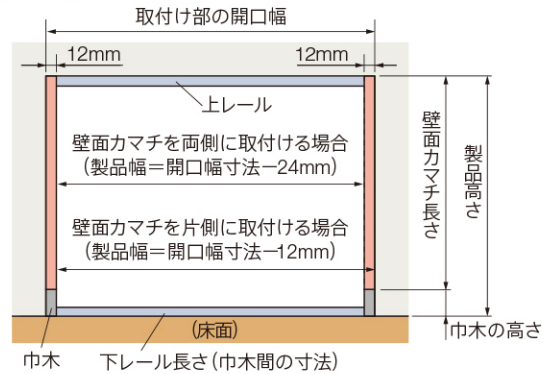 取付け部の開口幅
12mm
12mm
上レール
壁面カマチを両側に取付ける場合
(製品幅=開口幅寸法−24mm)
壁面カマチを片側に取付ける場合
(製品幅=開口幅寸法−12mm)
壁面カマチ長さ
製品高さ
(床面)
巾木の高さ
巾木
下レール長さ(巾木間の寸法)